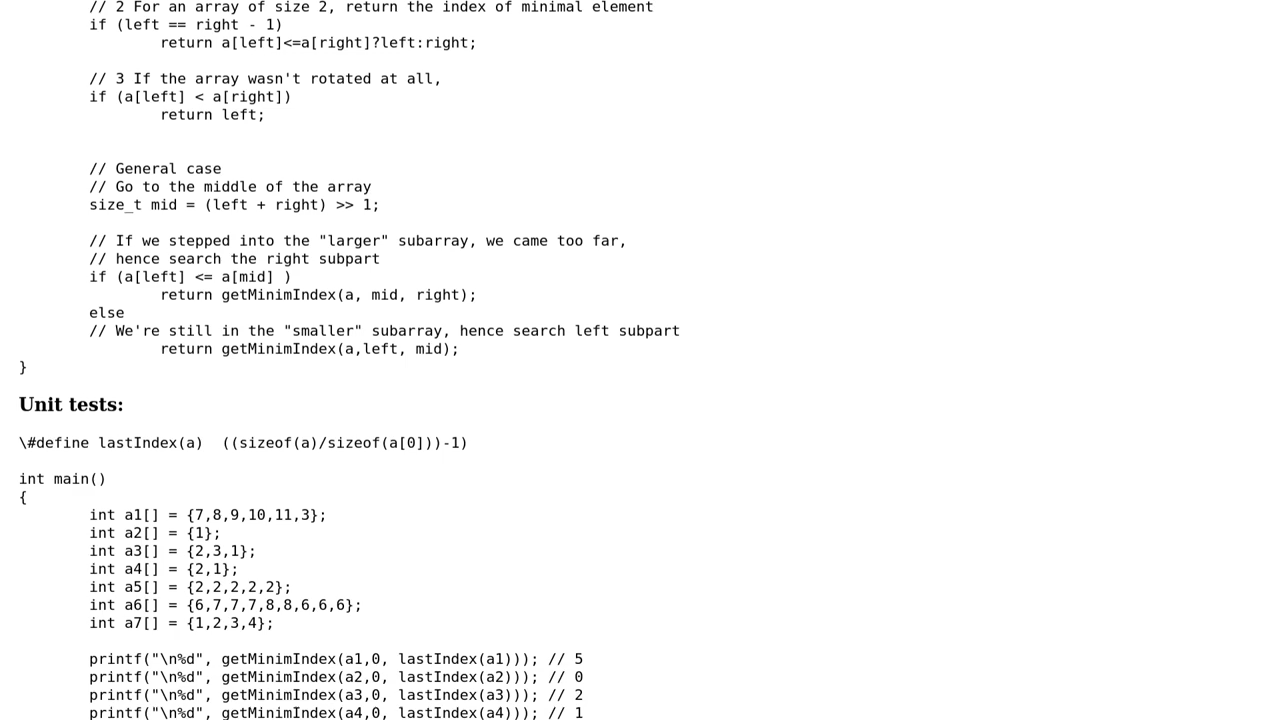 // 2 For an array of size 2, return the index of minimal element
if (left == right - 1)
return a[left]<=a[right]?left:right;
// 3 If the array wasn't rotated at all,
if (a[left] < a[right])
return left;
// General case
// Go to the middle of the array
size_t mid = (left + right) >> 1;
// If we stepped into the "larger" subarray, we came too far,
// hence search the right subpart
if (a[left] <= a[mid] )
return getMinimIndex(a, mid, right);
else
// We're still in the "smaller" subarray, hence search left subpart
return getMinimIndex(a,left, mid);
}
Unit tests:
\#define lastIndex(a)  ((sizeof(a)/sizeof(a[0]))-1)
int main()
{
int a1[] = {7,8,9,10,11,3};
int a2[] = {1};
int a3[] = {2,3,1};
int a4[] = {2,1};
int a5[] = {2,2,2,2,2};
int a6[] = {6,7,7,7,8,8,6,6,6};
int a7[] = {1,2,3,4};
printf("\n%d", getMinimIndex(a1,0, lastIndex(a1))); // 5
printf("\n%d", getMinimIndex(a2,0, lastIndex(a2))); // 0
printf("\n%d", getMinimIndex(a3,0, lastIndex(a3))); // 2
printf("\n%d", getMinimIndex(a4,0, lastIndex(a4))); // 1